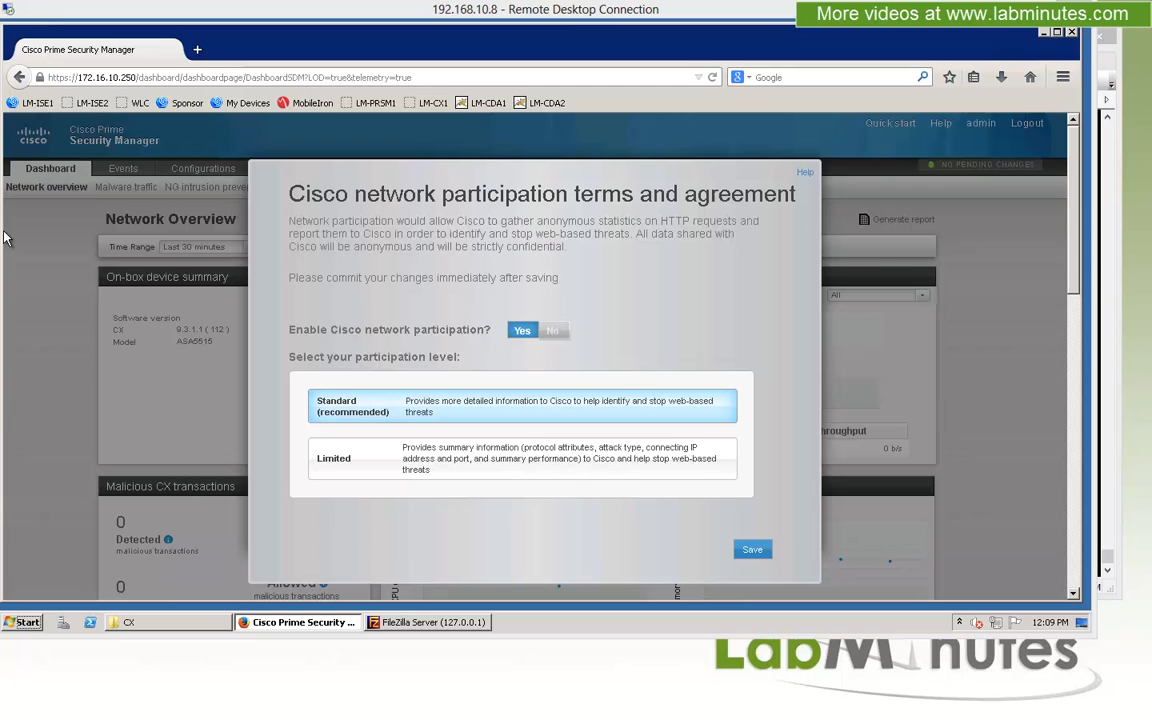 192.168.10.8 - Remote Desktop Connection
More videos at www.labminutes.com
Cisco Prime Security Manager
+
https://172.16.10.250/dashboard/dashboardpage/DashboardSDM?LOD=true&telemetry=true
Google
LM-ISE1 LM-ISE2 WLC Sponsor My Devices MobileIron LM-PRSM1 LM-CX1 LM-CDA1 LM-CDA2
cisco
Cisco Prime
Security Manager
Quick start Help admin Logout
Dashboard Events Configurations
NO PENDING CHANGES
Network overview Malware traffic NG intrusion preve
Help
Cisco network participation terms and agreement
Network participation would allow Cisco to gather anonymous statistics on HTTP requests and
report them to Cisco in order to identify and stop web-based threats. All data shared with
Cisco will be anonymous and will be strictly confidential.
Please commit your changes immediately after saving
Enable Cisco network participation? Yes No
Select your participation level:
Standard
(recommended)
Provides more detailed information to Cisco to help identify and stop web-based
threats
Limited
Provides summary information (protocol attributes, attack type, connecting IP
address and port, and summary performance) to Cisco and help stop web-based
threats
Save
Network Overview
Generate report
Time Range Last 30 minutes
On-box device summary
All
Software version
CX 9.3.1.1 ( 112 )
Model ASA5515
roughput
0 b/s
Malicious CX transactions
0
Detected
malicious transactions
0
Allowed
malicious transactions
Start
CX
Cisco Prime Security ...
FileZilla Server (127.0.0.1)
12:09 PM
LabMinutes